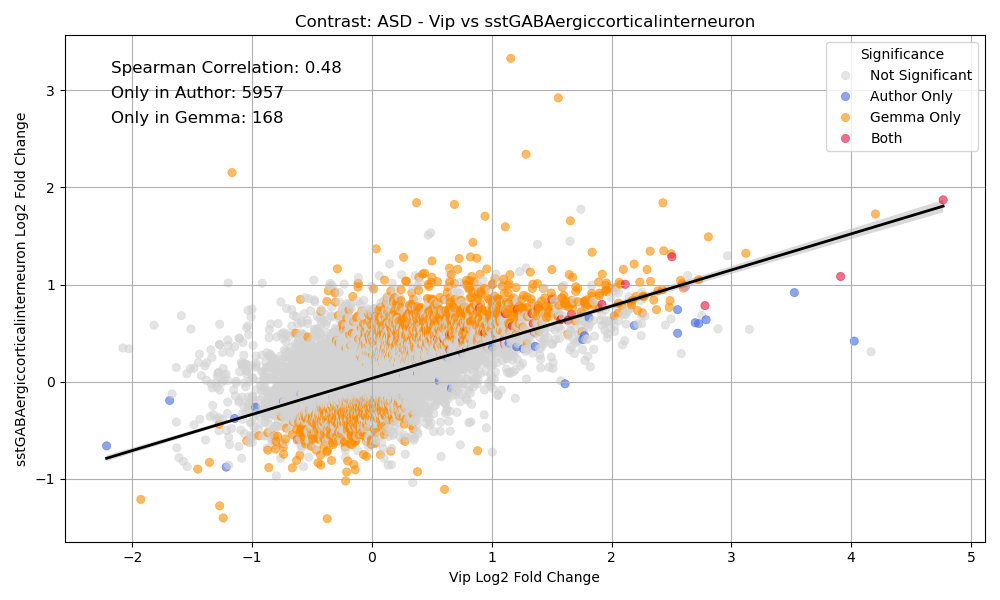 Contrast: ASD - Vip vs sstGABAergiccorticalinterneuron
Spearman Correlation: 0.48
Only in Author: 5957
Only in Gemma: 168
Significance
Not Significant
Author Only
Gemma Only
Both
sstGABAergiccorticalinterneuron Log2 Fold Change
3
2
1
0
−1
−2
−1
0
1
2
3
4
5
Vip Log2 Fold Change